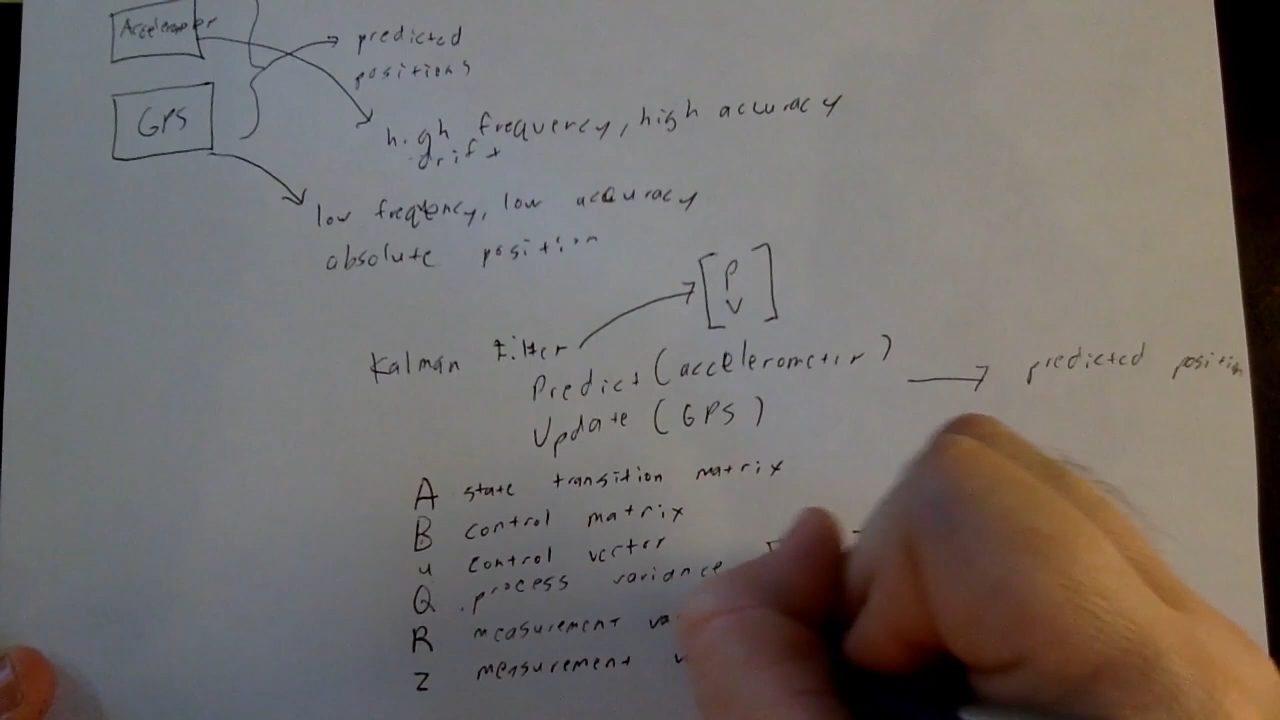 Accelerometer
predicted
positions
GPS
high frequency, high accuracy
drift
low frequency, low accuracy
absolute position
[P
V]
Kalman Filter
Predict (accelerometer)
predicted position
Update (GPS)
A state transition matrix
B control matrix
u control vector
Q process variance
R measurement va
Z measurement v